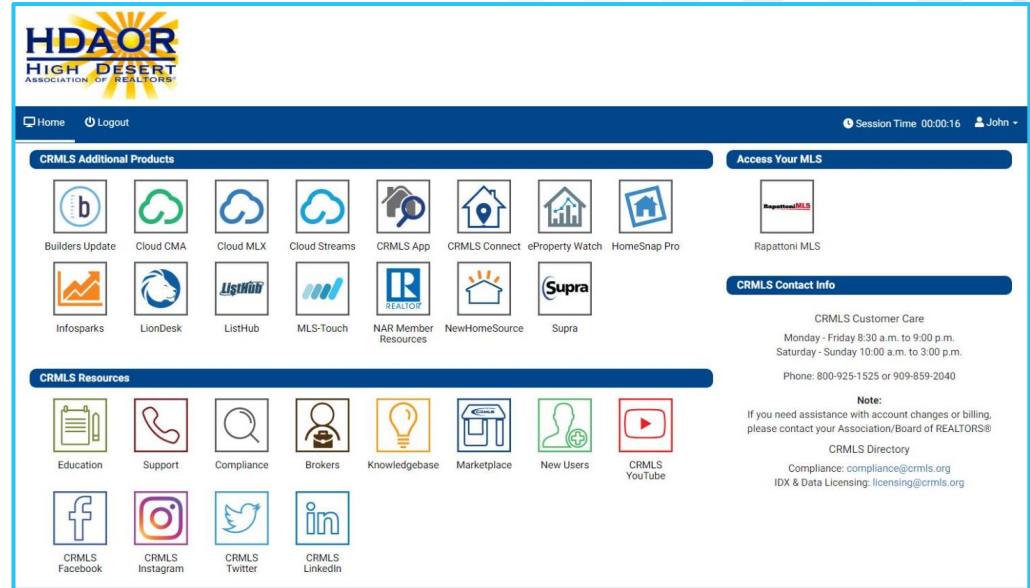 HDAOR
HIGH DESERT
ASSOCIATION OF REALTORS®
Home Logout Session Time 00:00:16 John
CRMLS Additional Products
b
Builders Update Cloud CMA Cloud MLX Cloud Streams CRMLS App CRMLS Connect eProperty Watch HomeSnap Pro
ListHub R REALTOR® Supra
Infosparks LionDesk ListHub MLS-Touch NAR Member Resources NewHomeSource Supra
CRMLS Resources
CRMLS
Education Support Compliance Brokers Knowledgebase Marketplace New Users CRMLS YouTube
f in
CRMLS Facebook CRMLS Instagram CRMLS Twitter CRMLS LinkedIn
Access Your MLS
RapattoniMLS
Rapattoni MLS
CRMLS Contact Info
CRMLS Customer Care
Monday - Friday 8:30 a.m. to 9:00 p.m.
Saturday - Sunday 10:00 a.m. to 3:00 p.m.
Phone: 800-925-1525 or 909-859-2040
Note:
If you need assistance with account changes or billing,
please contact your Association/Board of REALTORS®
CRMLS Directory
Compliance: compliance@crmls.org
IDX & Data Licensing: licensing@crmls.org